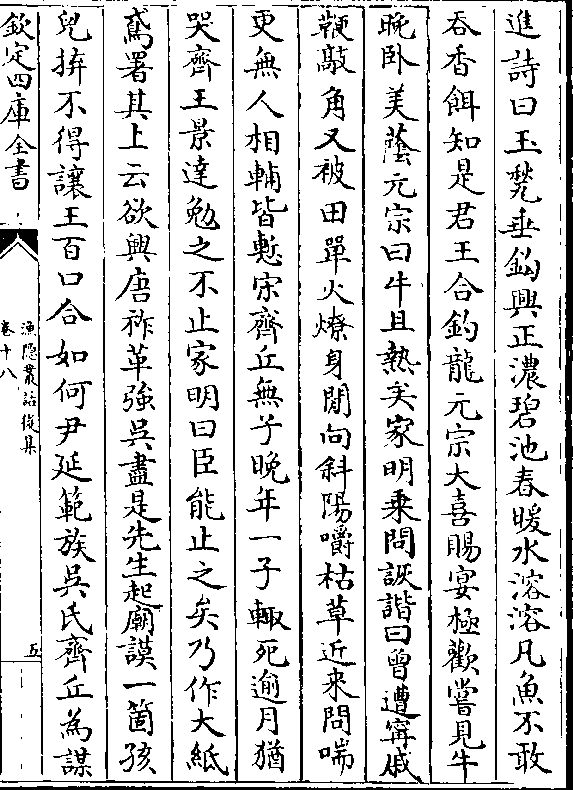 進詩曰玉甃垂鈎興正濃碧池春暖水溶溶凡魚不敢
吞香餌知是君王合釣龍元宗大喜賜宴極歡嘗見牛
晚卧美蔭元宗曰牛且熱矣家明乗問詼諧曰曾遭寗戚
鞭敲角又被田單火燎身閒向斜陽嚼枯草近来問喘
更無人相輔皆慙宋齊丘無子晚年一子輙死逾月猶
哭齊王景達勉之不止家明曰臣能止之矣乃作大紙
鳶署其上云欲興唐祚革強吳盡是先生起廟謨一箇孩
兒拚不得讓王百口合如何尹延範族吳氏齊丘為謀
欽定四庫全書
漁隠叢話後集
卷十八
五